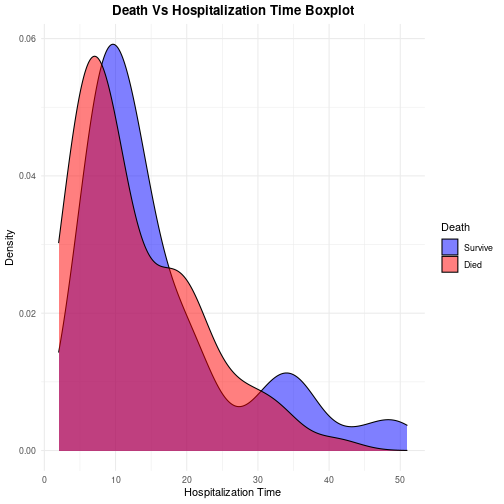 Death Vs Hospitalization Time Boxplot
0.06
0.04
0.02
0.00
Density
0 10 20 30 40 50
Hospitalization Time
Death
Survive
Died